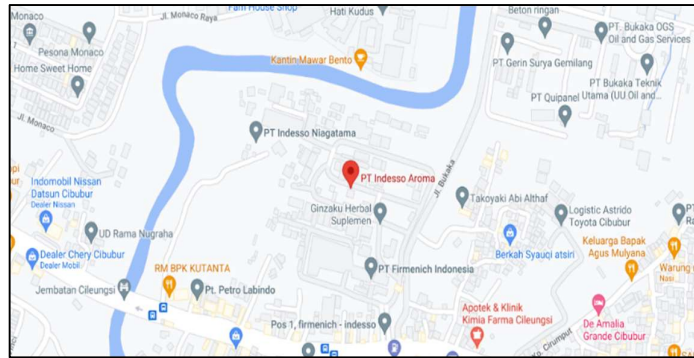 Jl. Monaco Raya
Farm House Shop
Hati Kudus
Beton ringan
Pesona Monaco
Home Sweet Home
Kantin Mawar Bento
PT. Bukaka OGS
Oil and Gas Services
PT Gerin Surya Gemilang
PT Bukaka Teknik
Utama (UU Oil and...
PT Quipanel
Jl. Monaco
PT Indesso Niagatama
PT Indesso Aroma
Jl. Bukaka
Indomobil Nissan
Datsun Cibubur
Dealer Nissan
Takoyaki Abi Althaf
Ginzaku Herbal
Suplemen
Logistic Astrido
Toyota Cibubur
UD Rama Nugraha
Berkah Syauqi atsiri
Keluarga Bapak
Agus Mulyana
Warung
Nasi
Dealer Chery Cibubur
Dealer Mobil
RM BPK KUTANTA
PT Firmenich Indonesia
Jembatan Cileungsi
Pt. Petro Labindo
Apotek & Klinik
Kimia Farma Cileungsi
De Amalia
Grande Cibubur
Pos 1, firmenich - indesso
Cirumput